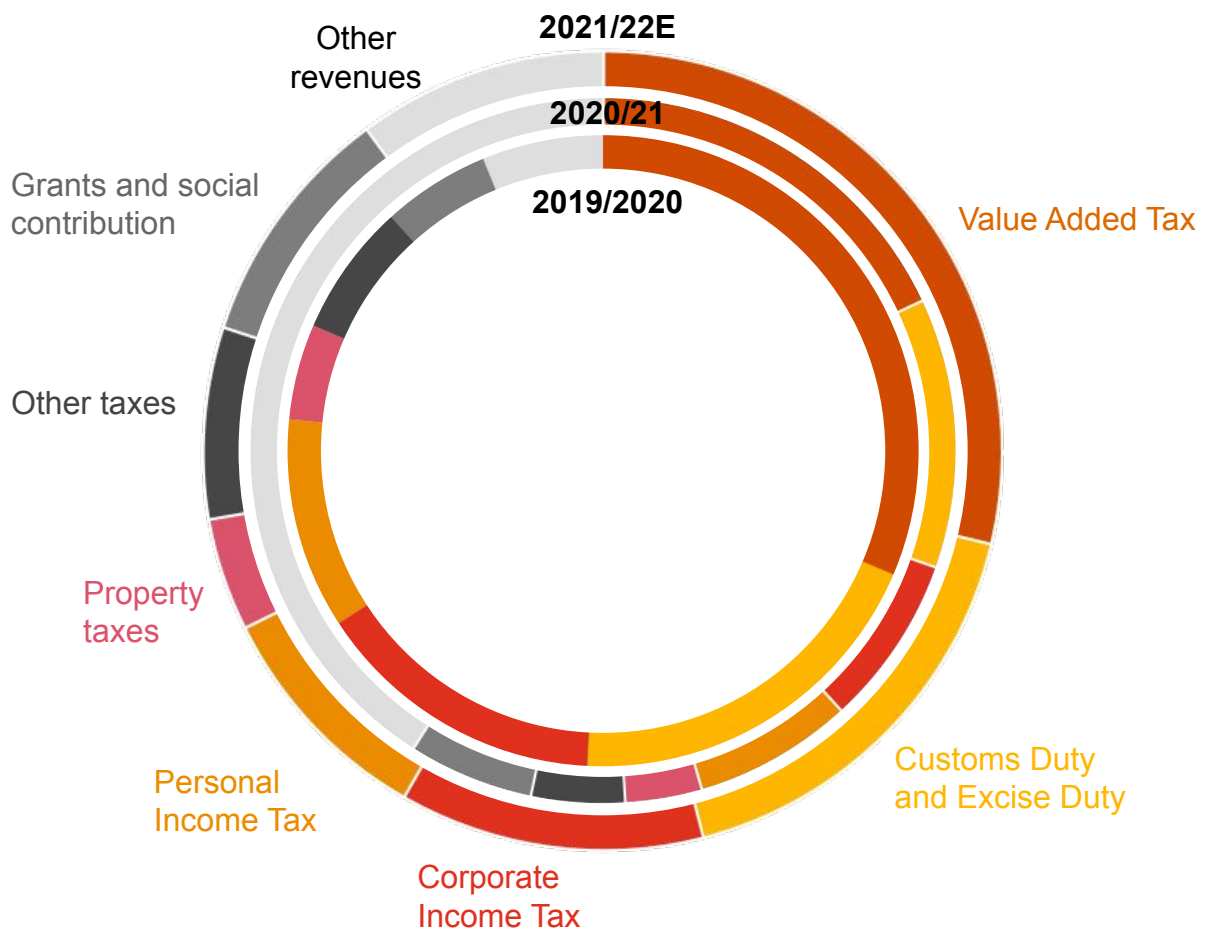 2021/22E
Other
revenues
2020/21
Grants and social
contribution
2019/2020
Value Added Tax
Other taxes
Property
taxes
Customs Duty
and Excise Duty
Personal
Income Tax
Corporate
Income Tax